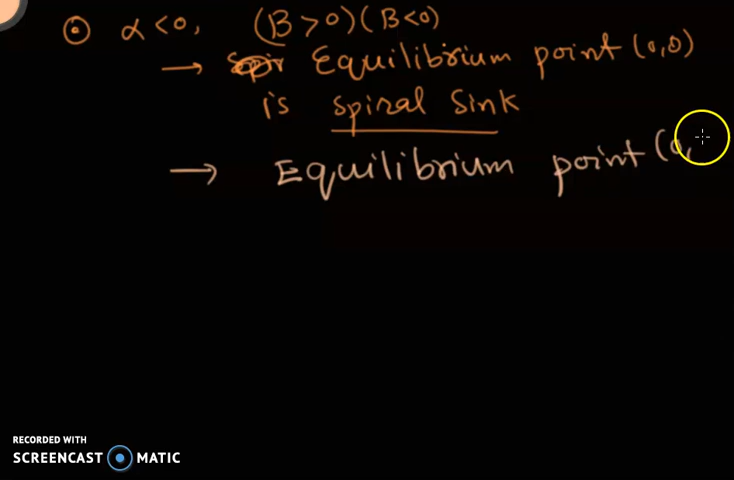 ⊙ α <0, (B>0)(B<0)
→ Equilibrium point (0,0)
is spiral sink
→ Equilibrium point (0,
RECORDED WITH
SCREENCAST MATIC